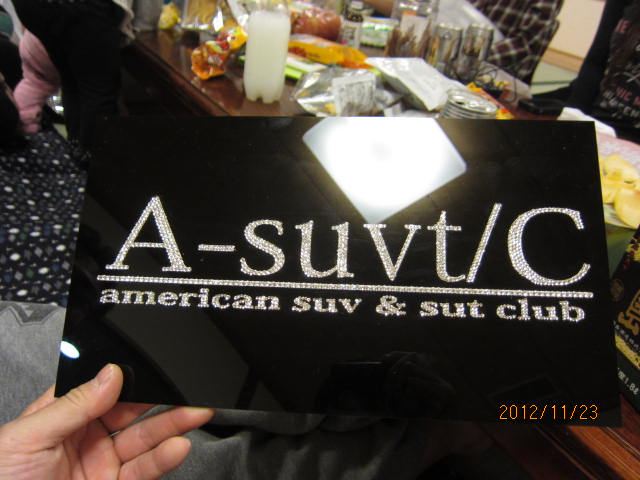 A-suvt/C
american suv & sut club
2012/11/23